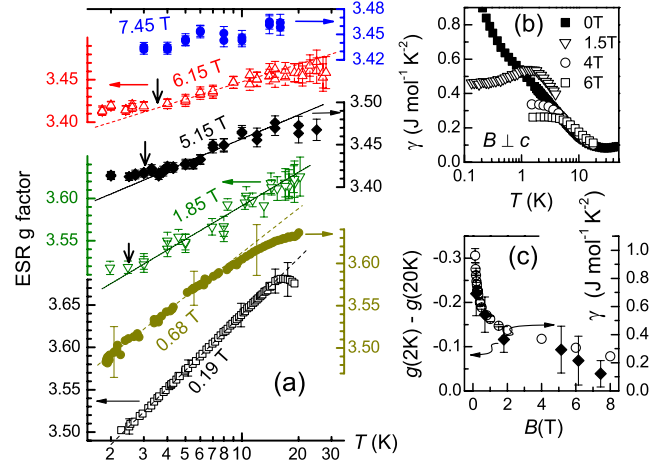 ESR g factor
3.45
3.40
3.60
3.55
3.65
3.60
3.55
3.50
3.48
3.45
3.42
3.50
3.45
3.40
3.60
3.55
3.50
7.45 T
6.15 T
5.15 T
1.85 T
0.68 T
0.19 T
(a)
2 3 4 5 6 7 8 10 20 30 T (K)
(b)
γ (J mol⁻¹ K⁻²)
0.8
0.6
0.4
0.2
0.0
0T
1.5T
4T
6T
B ⊥ c
0.1 1 10
T (K)
(c)
g(2K) - g(20K)
-0.3
-0.2
-0.1
0.0
1.0
0.8
0.6
0.4
0.2
0.0
γ (J mol⁻¹ K⁻²)
0 2 4 6 8
B(T)